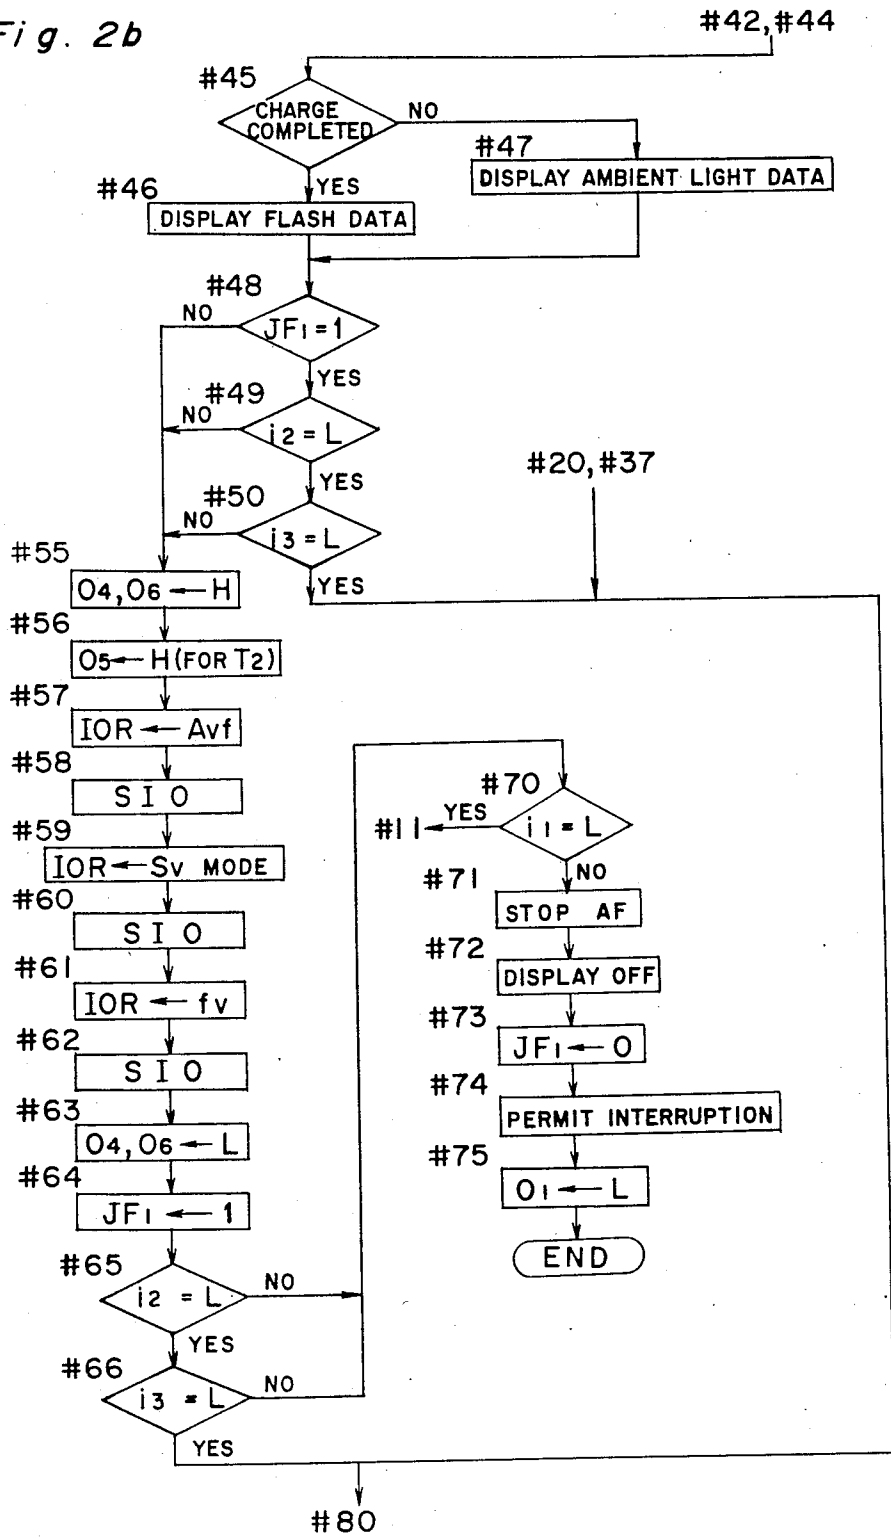 Fig. 2b
#42,#44
#45
CHARGE
COMPLETED
NO
YES
#47
DISPLAY AMBIENT LIGHT DATA
#46
DISPLAY FLASH DATA
#48
JF1=1
NO
YES
#49
i2=L
NO
YES
#50
i3=L
NO
YES
#20,#37
#55
O4,O6←H
#56
O5←H(FOR T2)
#57
IOR←Avf
#58
SIO
#59
IOR←Sv MODE
#60
SIO
#61
IOR←fv
#62
SIO
#63
O4,O6←L
#64
JF1←1
#65
i2=L
NO
YES
#66
i3=L
NO
YES
#80
#70
i1=L
YES
#11
NO
#71
STOP AF
#72
DISPLAY OFF
#73
JF1←0
#74
PERMIT INTERRUPTION
#75
O1←L
END